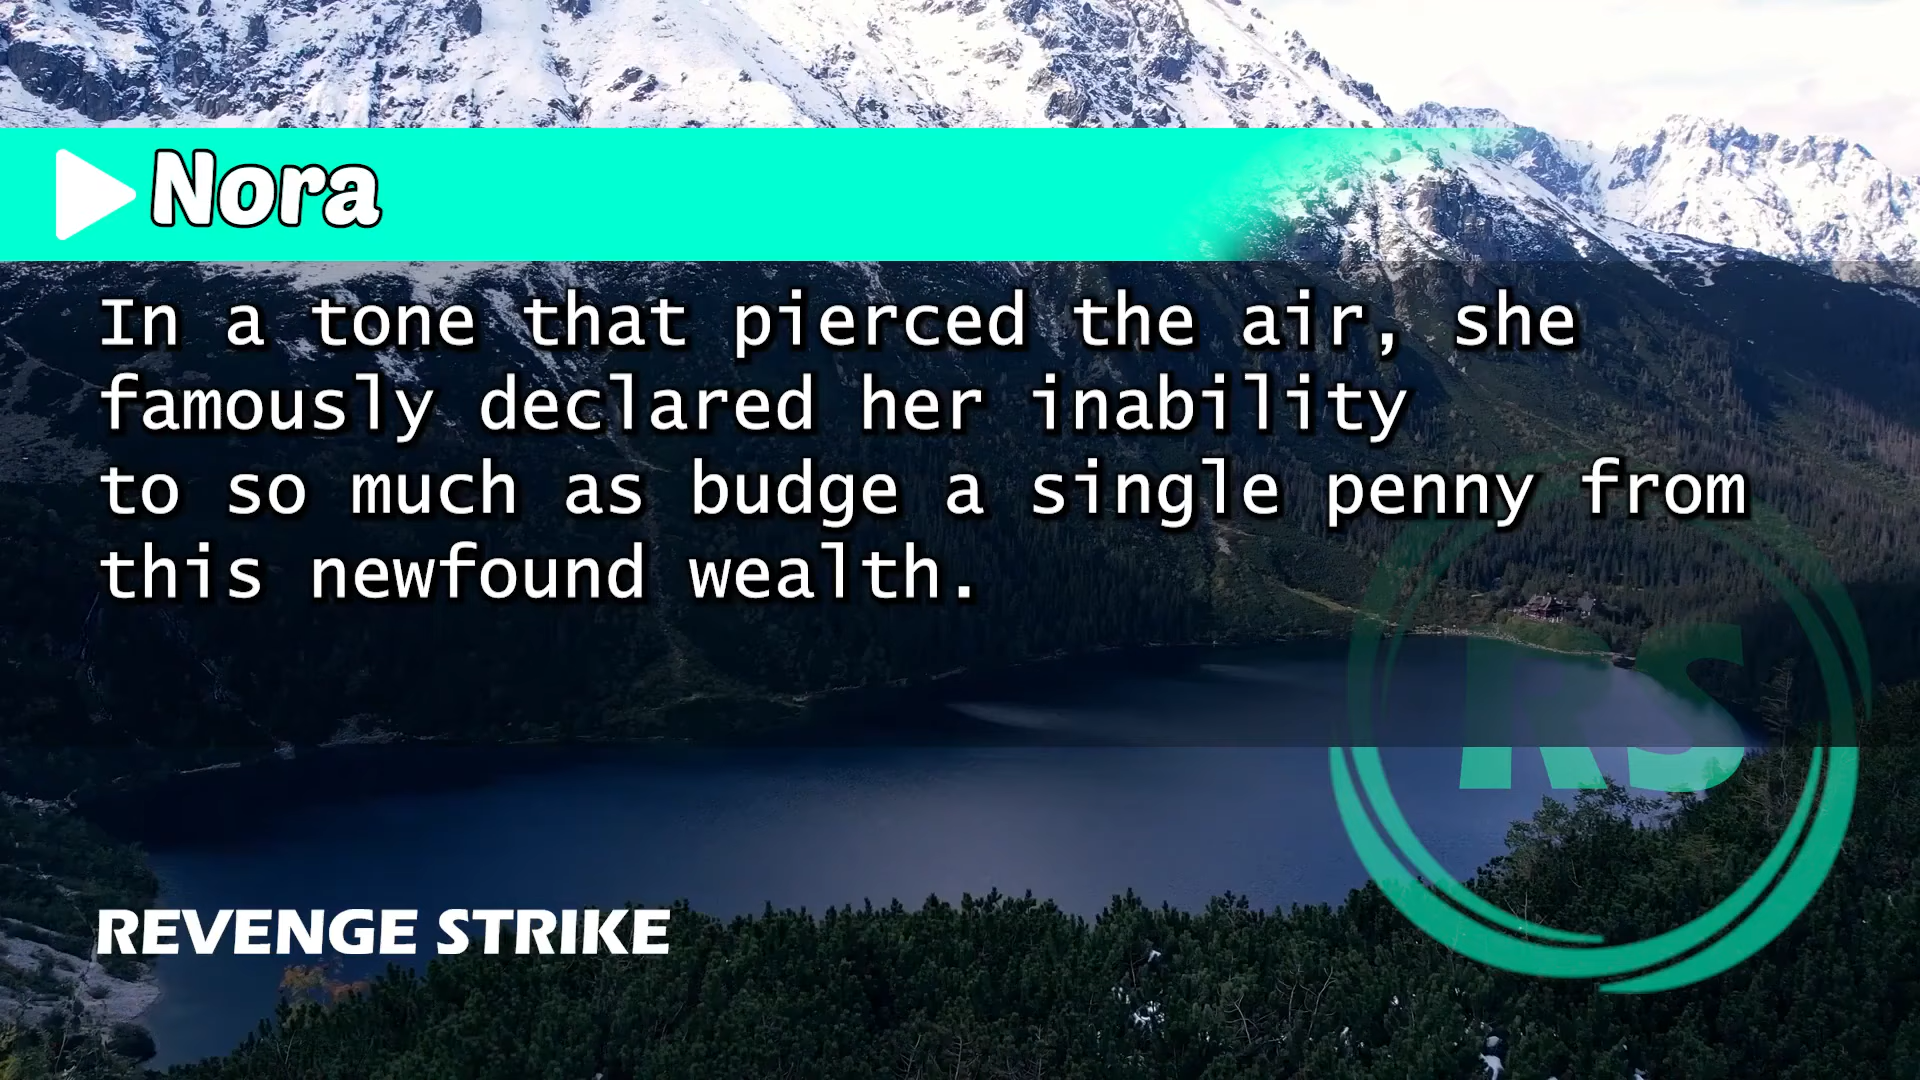 Nora
In a tone that pierced the air, she
famously declared her inability
to so much as budge a single penny from
this newfound wealth.
RS
REVENGE STRIKE